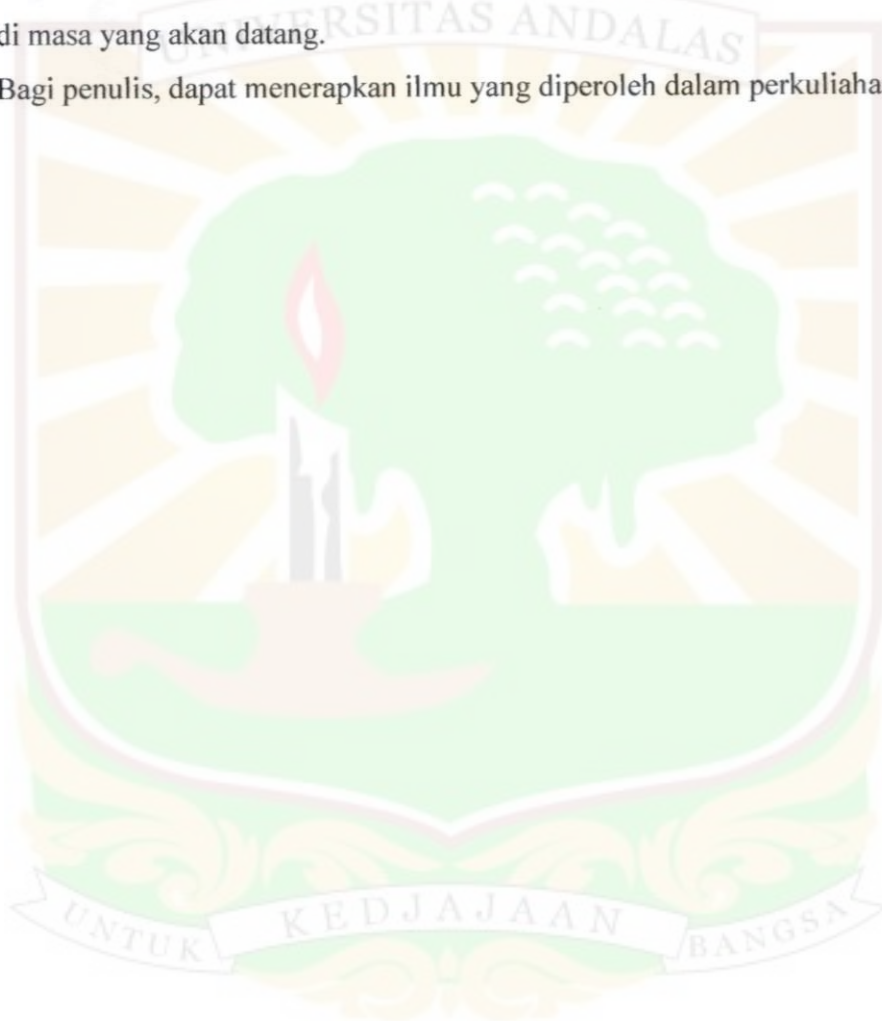 UNIVERSITAS ANDALAS
di masa yang akan datang.
Bagi penulis, dapat menerapkan ilmu yang diperoleh dalam perkuliaha
UNTUK KEDJAJAAN BANGSA